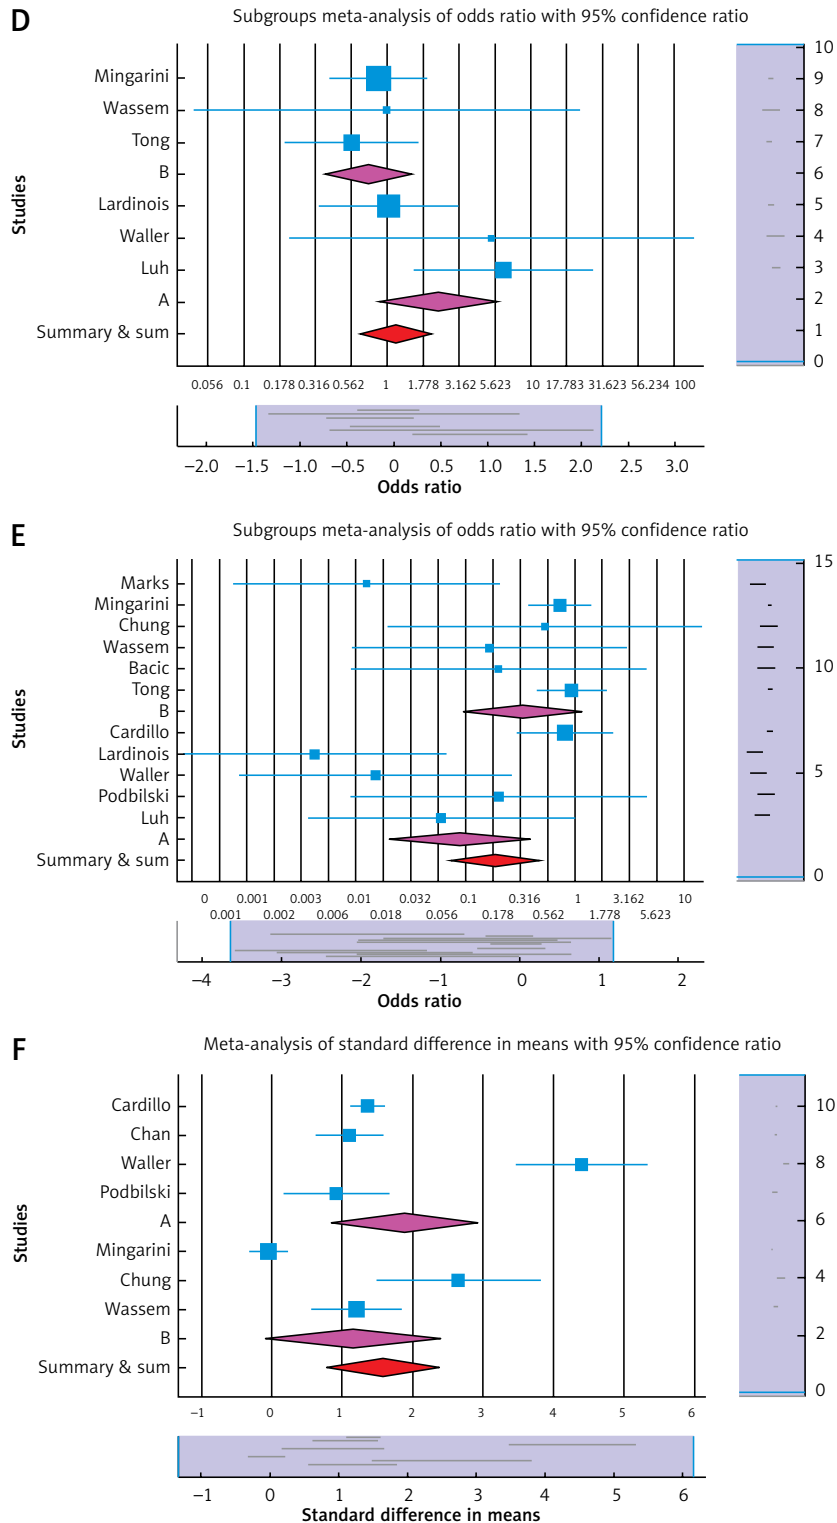 D
Subgroups meta-analysis of odds ratio with 95% confidence ratio
Studies
Mingarini
Wassem
Tong
B
Lardinois
Waller
Luh
A
Summary & sum
10
9
8
7
6
5
4
3
2
1
0
0.056 0.1 0.178 0.316 0.562 1 1.778 3.162 5.623 10 17.783 31.623 56.234 100
−2.0 −1.5 −1.0 −0.5 0 0.5 1.0 1.5 2.0 2.5 3.0
Odds ratio
E
Subgroups meta-analysis of odds ratio with 95% confidence ratio
Studies
Marks
Mingarini
Chung
Wassem
Bacic
Tong
B
Cardillo
Lardinois
Waller
Podbilski
Luh
A
Summary & sum
15
10
5
0
0 0.001 0.003 0.01 0.032 0.1 0.316 1 3.162 10
0.001 0.002 0.006 0.018 0.056 0.178 0.562 1.778 5.623
−4 −3 −2 −1 0 1 2
Odds ratio
F
Meta-analysis of standard difference in means with 95% confidence ratio
Studies
Cardillo
Chan
Waller
Podbilski
A
Mingarini
Chung
Wassem
B
Summary & sum
10
8
6
4
2
0
−1 0 1 2 3 4 5 6
−1 0 1 2 3 4 5 6
Standard difference in means